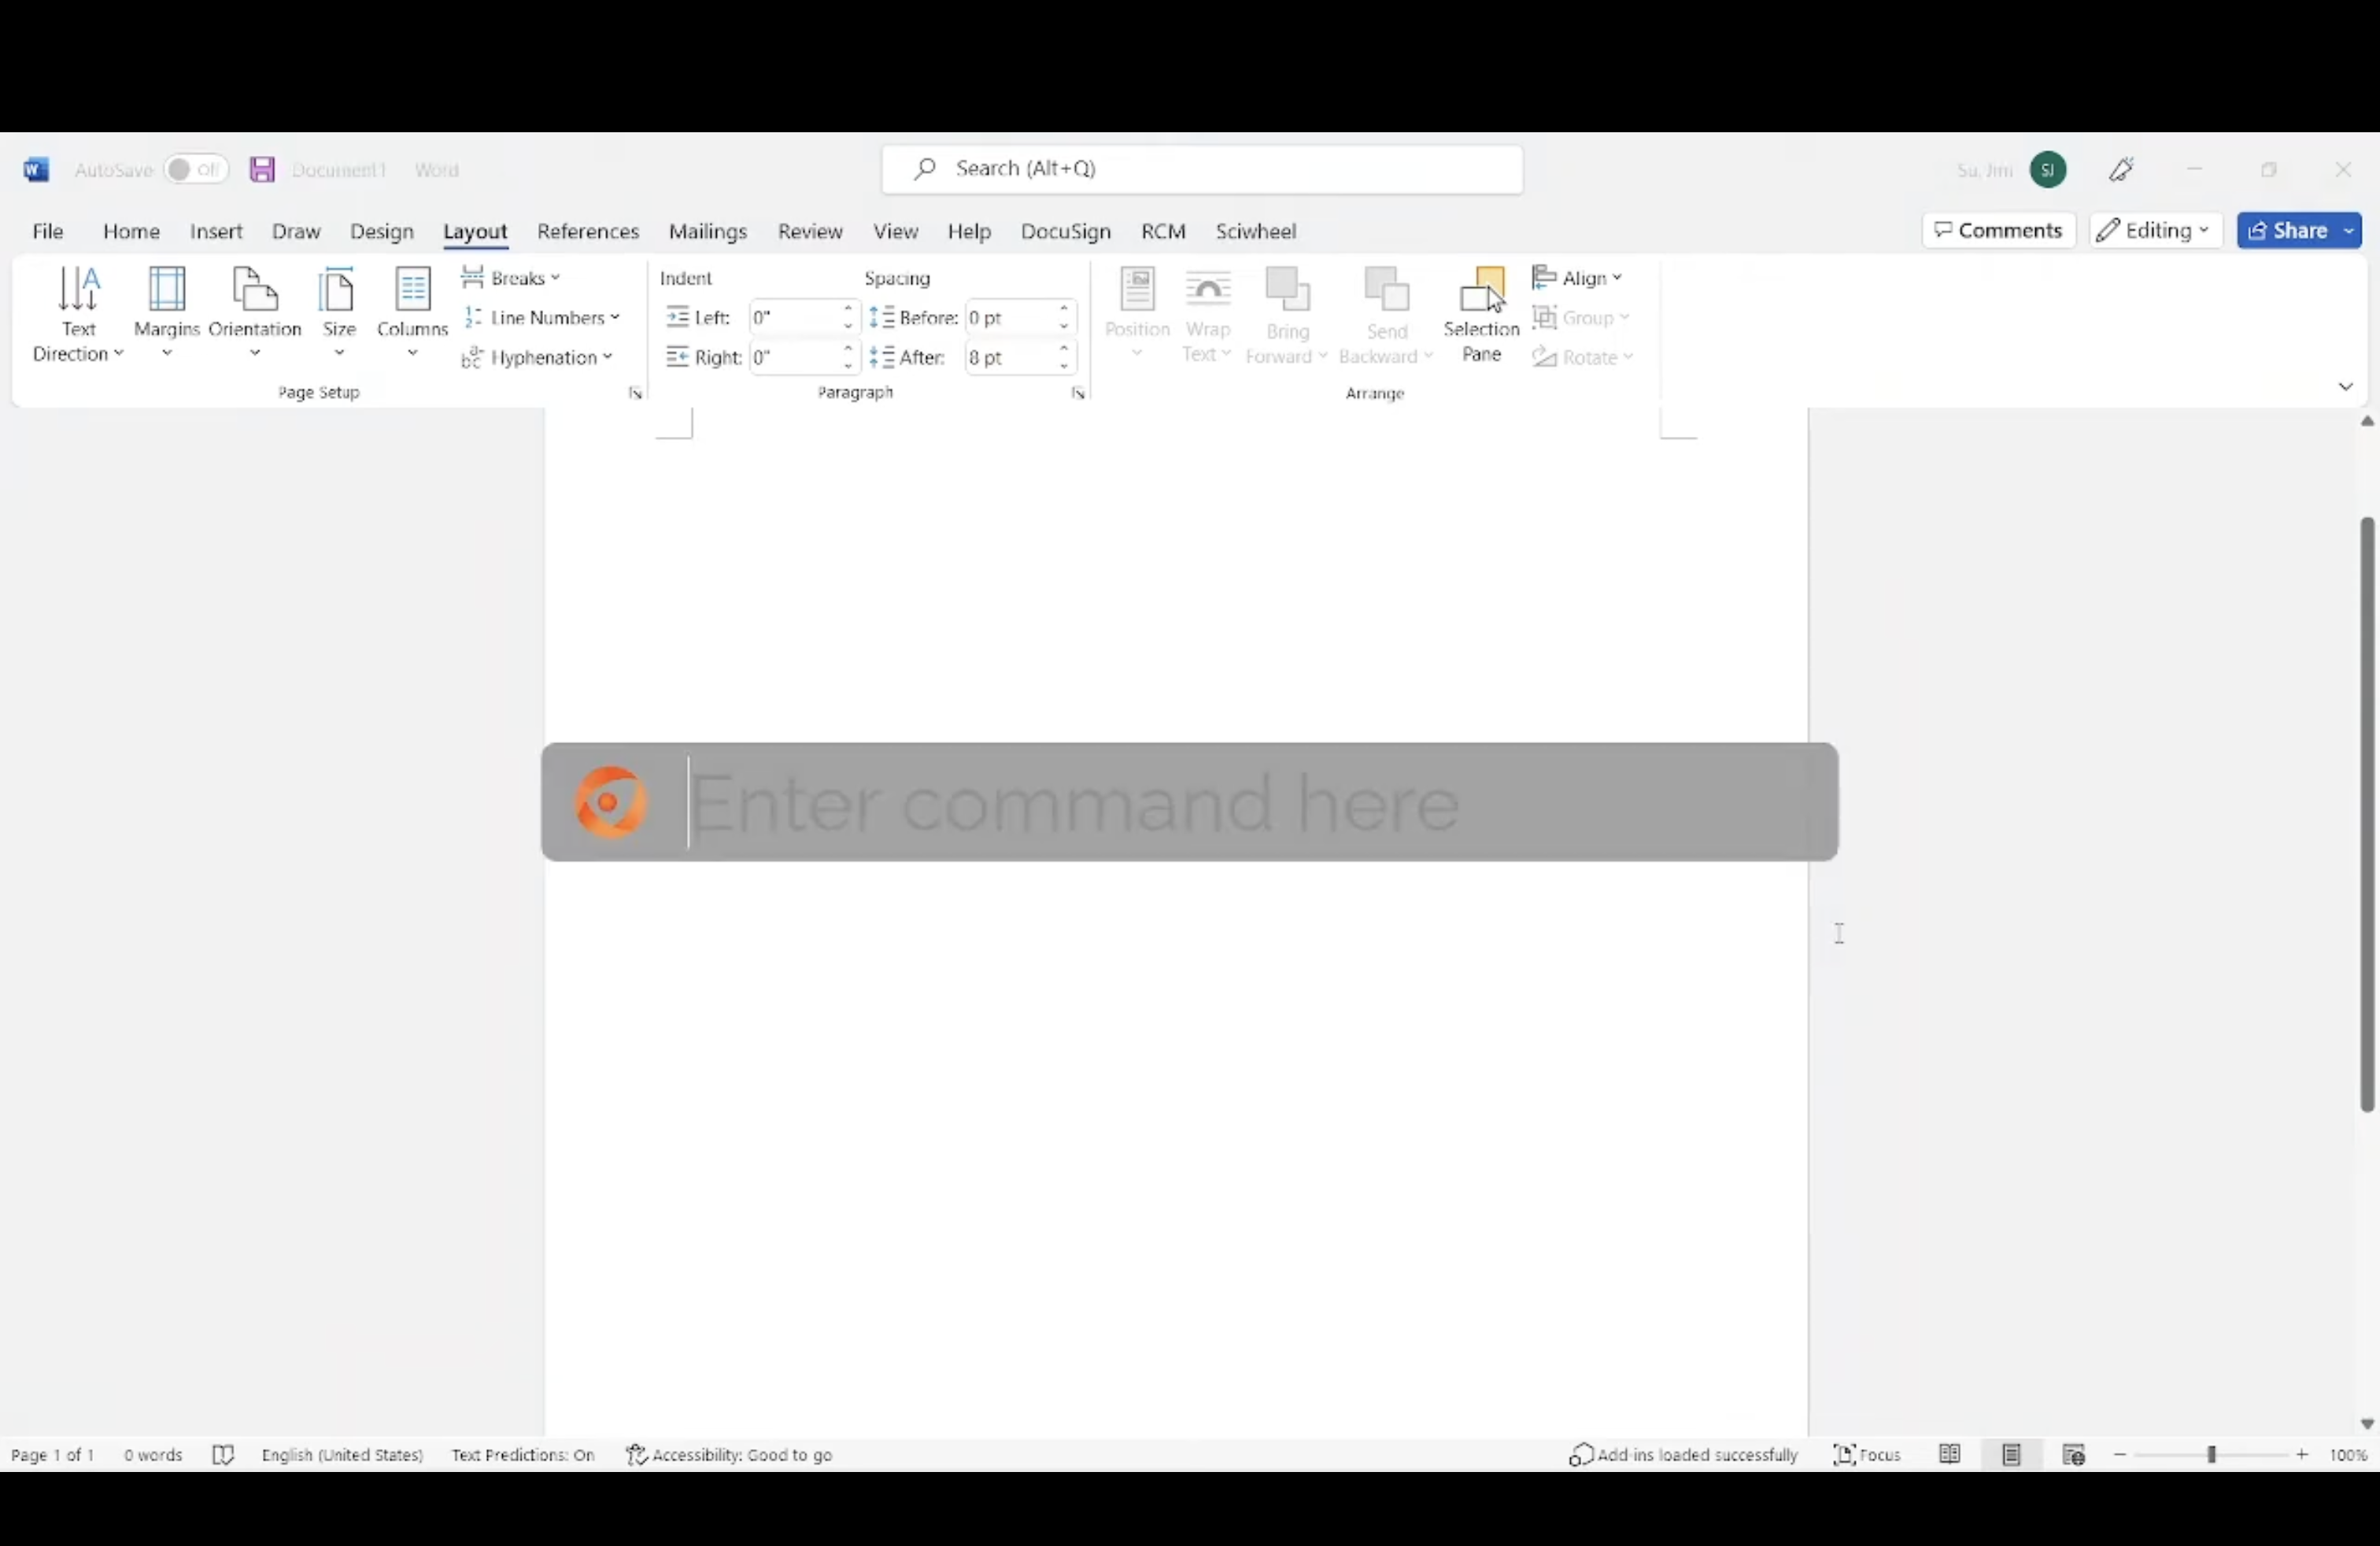 AutoSave Off Document1 Word Search (Alt+Q) Su, Jim SJ
File Home Insert Draw Design Layout References Mailings Review View Help DocuSign RCM Sciwheel Comments Editing Share
Text Direction
Margins
Orientation
Size
Columns
Breaks
Line Numbers
Hyphenation
Page Setup
Indent
Left: 0"
Right: 0"
Spacing
Before: 0 pt
After: 8 pt
Paragraph
Position
Wrap Text
Bring Forward
Send Backward
Selection Pane
Align
Group
Rotate
Arrange
Enter command here
Page 1 of 1 0 words English (United States) Text Predictions: On Accessibility: Good to go Add-ins loaded successfully Focus 100%